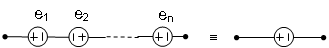 e₁ e₂ eₙ
+ I I + + I ≡ + I